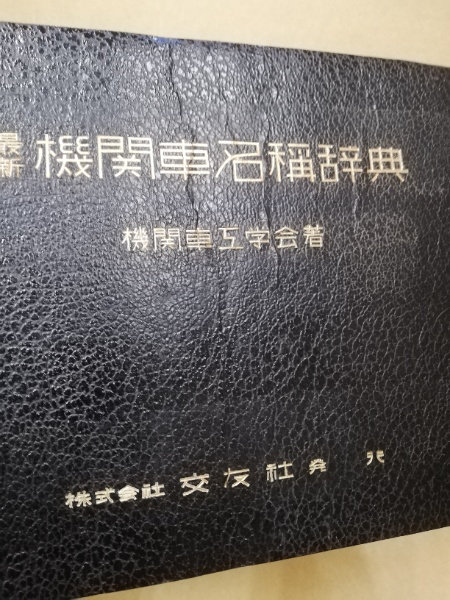 最新 機関車名稱辞典
機関車工学会著
株式会社 交友社 発行